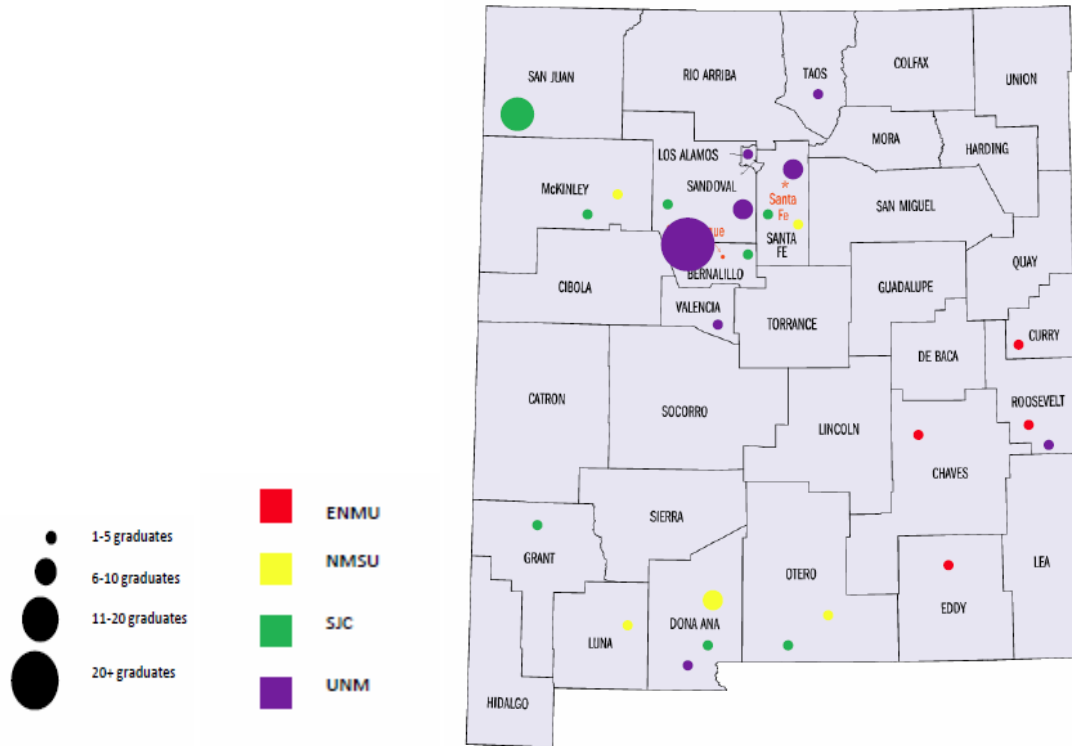 SAN JUAN
RIO ARRIBA
TAOS
COLFAX
UNION
MORA
HARDING
LOS ALAMOS
McKINLEY
SANDOVAL
Santa
Fe
SAN MIGUEL
SANTA
FE
QUAY
BERNALILLO
CIBOLA
GUADALUPE
VALENCIA
TORRANCE
CURRY
DE BACA
CATRON
SOCORRO
ROOSEVELT
LINCOLN
CHAVES
SIERRA
GRANT
OTERO
LEA
EDDY
DONA ANA
LUNA
HIDALGO
1-5 graduates
6-10 graduates
11-20 graduates
20+ graduates
ENMU
NMSU
SJC
UNM